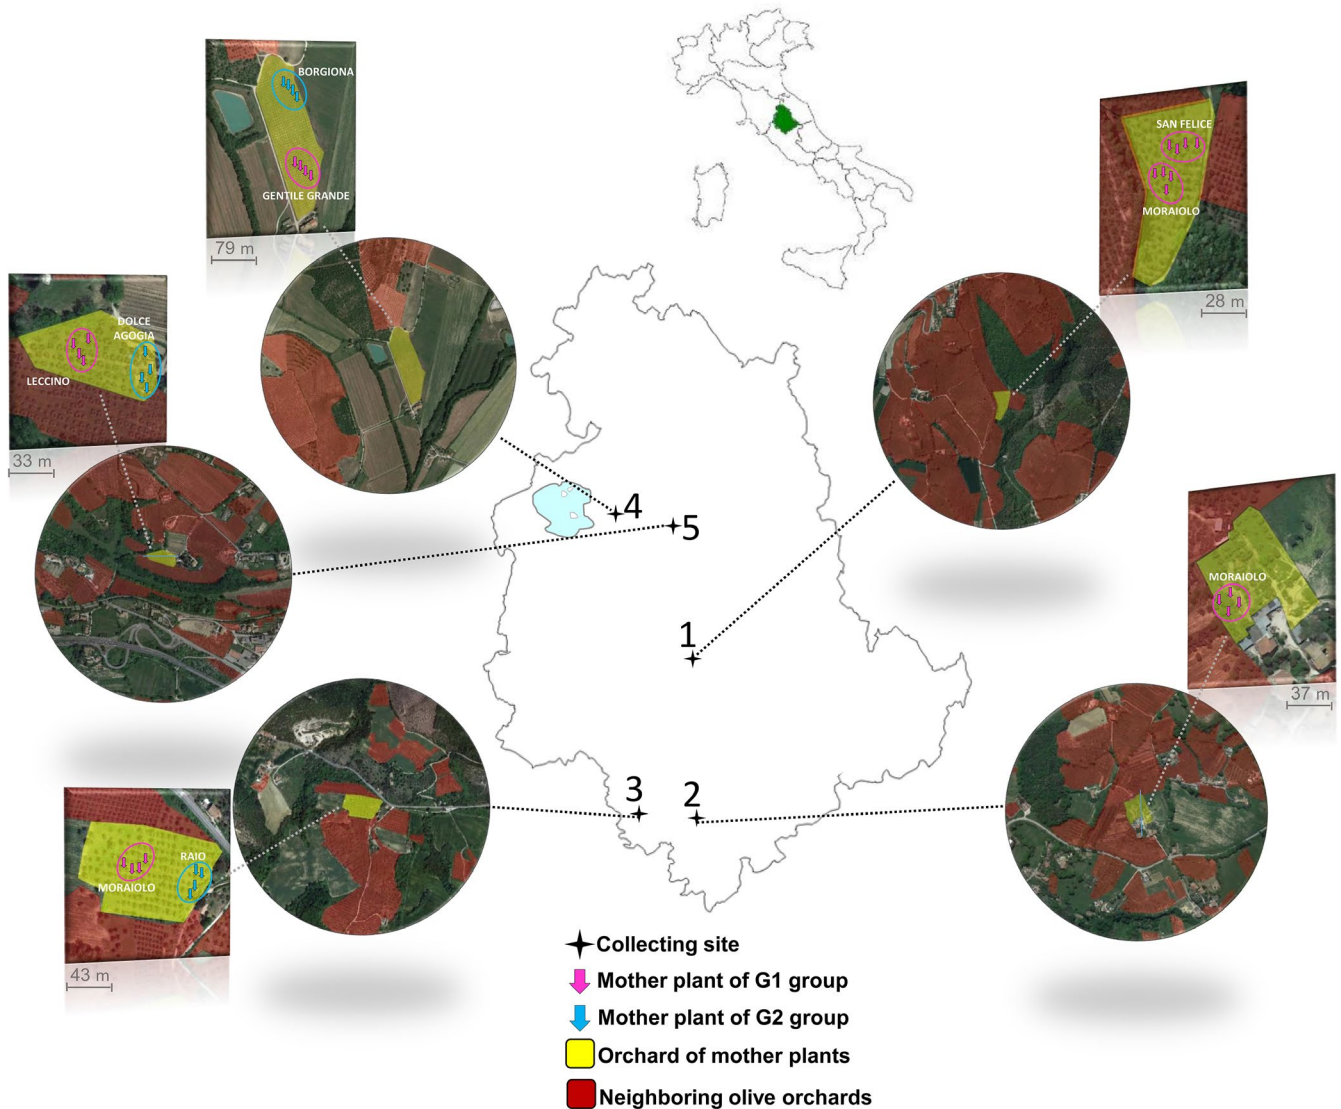 BORGIONA
GENTILE GRANDE
79 m
SAN FELICE
MORAIOLO
28 m
DOLCE
AGOGIA
LECCINO
33 m
4
5
1
MORAIOLO
37 m
3
2
RAIO
MORAIOLO
43 m
Collecting site
Mother plant of G1 group
Mother plant of G2 group
Orchard of mother plants
Neighboring olive orchards